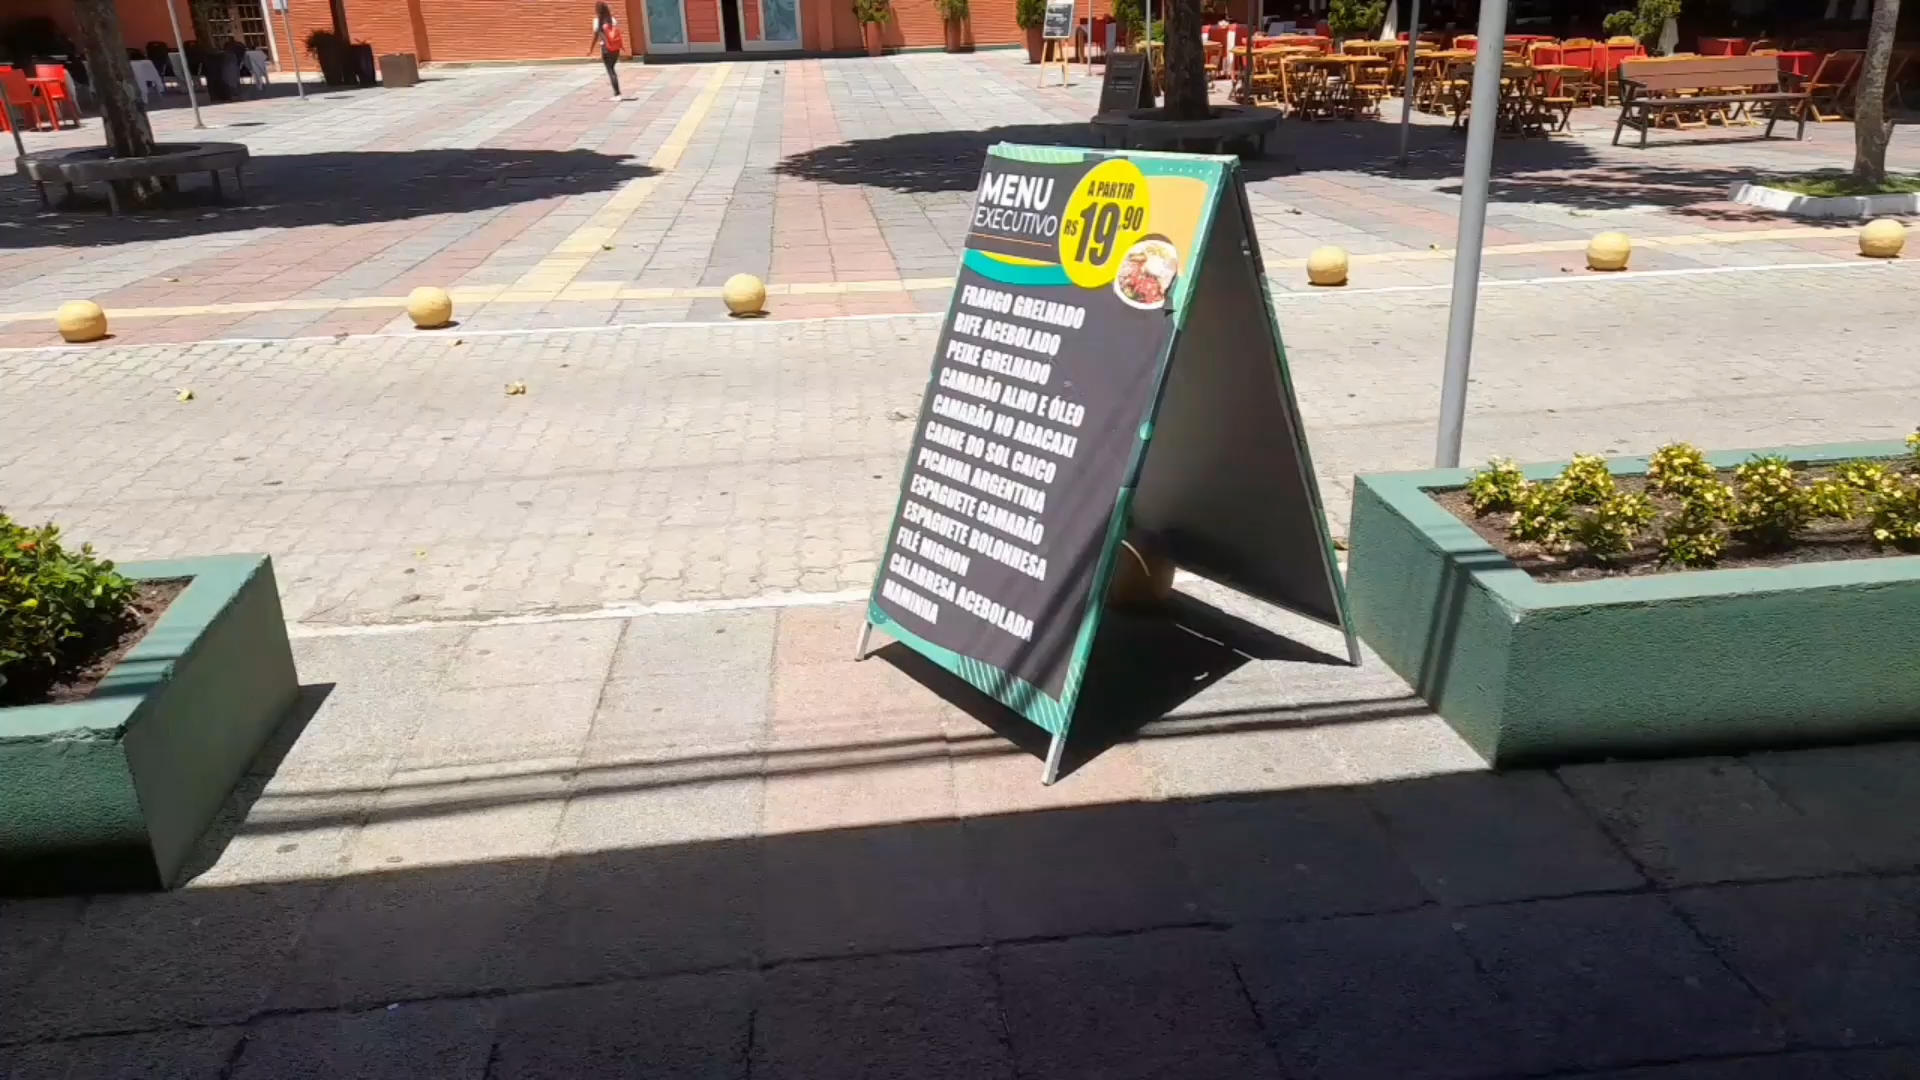 MENU
EXECUTIVO
A PARTIR
R$ 19,90
FRANGO GRELHADO
BIFE ACEBOLADO
PEIXE GRELHADO
CAMARÃO ALHO E ÓLEO
CAMARÃO NO ABACAXI
CARNE DO SOL CAICO
PICANHA ARGENTINA
ESPAGUETE CAMARÃO
ESPAGUETE BOLONHESA
FILÉ MIGNON
CALABRESA ACEBOLADA
MAMINHA